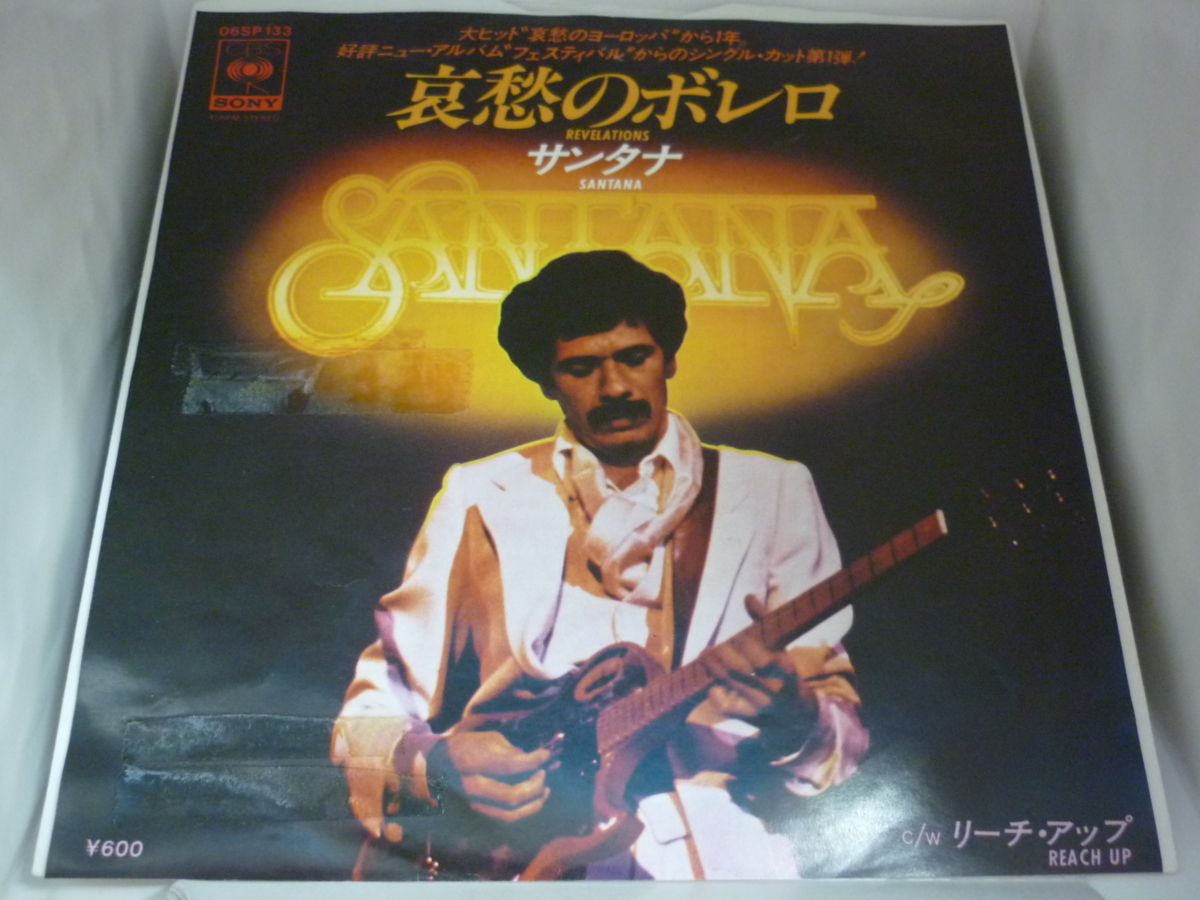 06SP 133
CBS
SONY
45RPM STEREO
大ヒット“哀愁のヨーロッパ”から1年。
好評ニュー・アルバム“フェスティバル”からのシングル・カット第1弾!
哀愁のボレロ
REVELATIONS
サンタナ
SANTANA
SANTANA
¥600
c/w リーチ・アップ
REACH UP